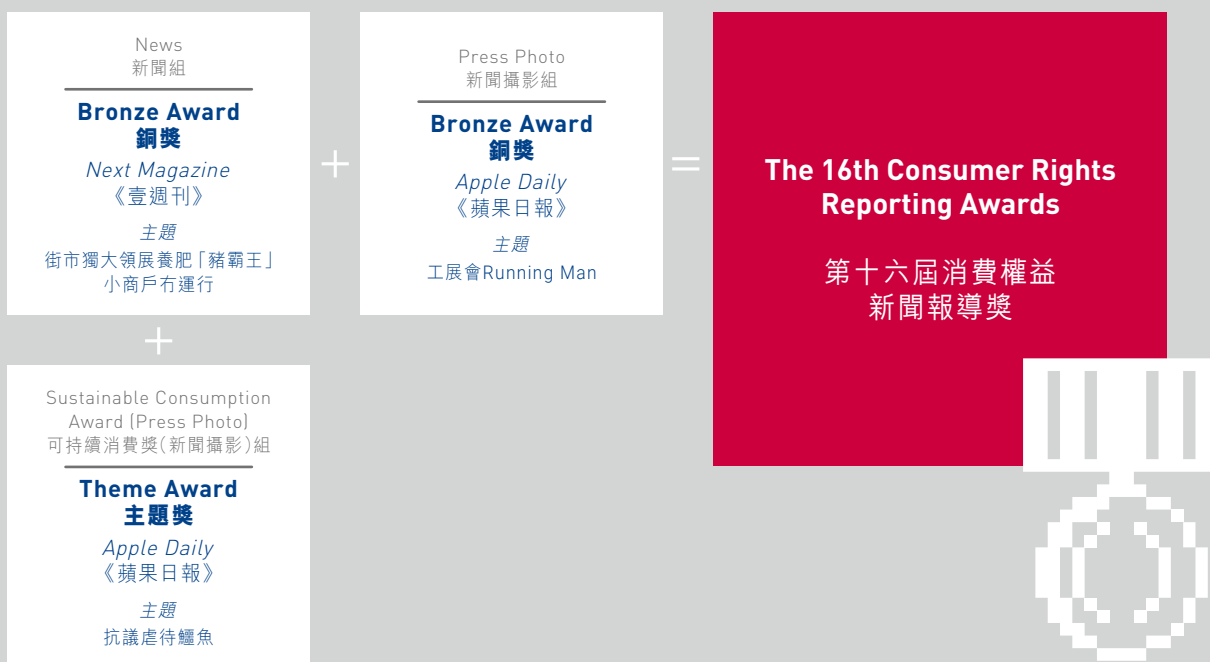 News
新聞組
Bronze Award
銅獎
Next Magazine
《壹週刊》
主題
街市獨大領展養肥「豬霸王」
小商戶冇運行
+
Press Photo
新聞攝影組
Bronze Award
銅獎
Apple Daily
《蘋果日報》
主題
工展會Running Man
=
The 16th Consumer Rights
Reporting Awards
第十六屆消費權益
新聞報導獎
+
Sustainable Consumption
Award (Press Photo)
可持續消費獎(新聞攝影)組
Theme Award
主題獎
Apple Daily
《蘋果日報》
主題
抗議虐待鱷魚